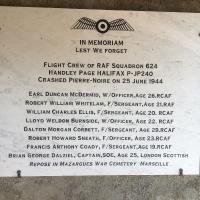 IN MEMORIAM
LEST WE FORGET
FLIGHT CREW OF RAF SQUADRON 624
HANDLEY PAGE HALIFAX P-JP240
CRASHED PIERRE-NOIRE ON 25 JUNE 1944
EARL DUNCAN MCDERMID, W/OFFICER, AGE 26, RCAF
ROBERT WILLIAM WHITELAW, F/SERGEANT, AGE 21, RAF
WILLIAM CHARLES ELLIS, F/SERGEANT, AGE 20, RCAF
LLOYD WELDON BURNSIDE, W/OFFICER, AGE 22, RCAF
DALTON MORGAN CORBETT, F/SERGEANT, AGE 29, RCAF
ROBERT HOWARD SHEATH, F/OFFICER, AGE 23, RCAF
FRANCIS ANTHONY COADY, F/SERGEANT, AGE 19, RCAF
BRIAN GEORGE DALZIEL, CAPTAIN, SOE, AGE 25, LONDON SCOTTISH
REPOSE IN MAZARGUES WAR CEMETERY MARSEILLE